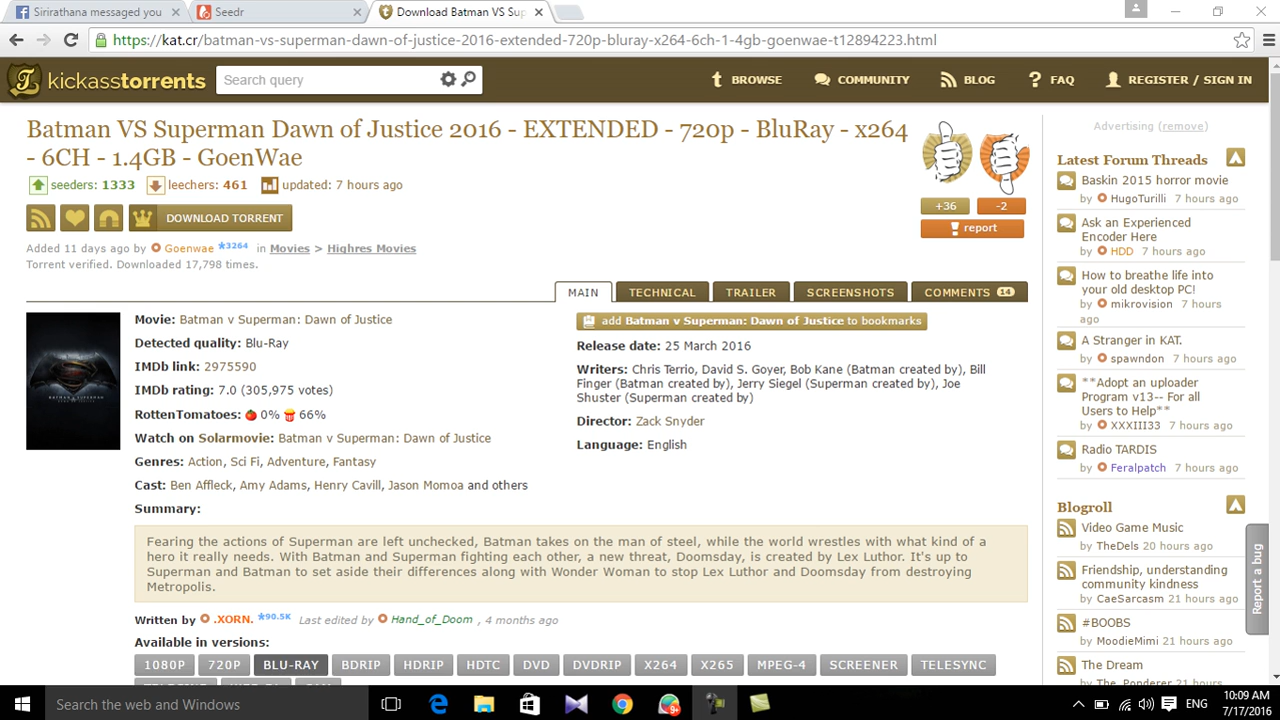 Sirirathana messaged you
Seedr
Download Batman VS Sup
https://kat.cr/batman-vs-superman-dawn-of-justice-2016-extended-720p-bluray-x264-6ch-1-4gb-goenwae-t12894223.html
kickasstorrents
Search query
BROWSE
COMMUNITY
BLOG
FAQ
REGISTER / SIGN IN
Batman VS Superman Dawn of Justice 2016 - EXTENDED - 720p - BluRay - x264
- 6CH - 1.4GB - GoenWae
seeders: 1333 leechers: 461 updated: 7 hours ago
DOWNLOAD TORRENT
+36
-2
report
Added 11 days ago by Goenwae *3264 in Movies > Highres Movies
Torrent verified. Downloaded 17,798 times.
MAIN
TECHNICAL
TRAILER
SCREENSHOTS
COMMENTS 14
BATMAN v SUPERMAN
Movie: Batman v Superman: Dawn of Justice
Detected quality: Blu-Ray
IMDb link: 2975590
IMDb rating: 7.0 (305,975 votes)
RottenTomatoes: 0% 66%
Watch on Solarmovie: Batman v Superman: Dawn of Justice
Genres: Action, Sci Fi, Adventure, Fantasy
Cast: Ben Affleck, Amy Adams, Henry Cavill, Jason Momoa and others
Summary:
add Batman v Superman: Dawn of Justice to bookmarks
Release date: 25 March 2016
Writers: Chris Terrio, David S. Goyer, Bob Kane (Batman created by), Bill
Finger (Batman created by), Jerry Siegel (Superman created by), Joe
Shuster (Superman created by)
Director: Zack Snyder
Language: English
Fearing the actions of Superman are left unchecked, Batman takes on the man of steel, while the world wrestles with what kind of a
hero it really needs. With Batman and Superman fighting each other, a new threat, Doomsday, is created by Lex Luthor. It's up to
Superman and Batman to set aside their differences along with Wonder Woman to stop Lex Luthor and Doomsday from destroying
Metropolis.
Written by .XORN. *90.5K Last edited by Hand_of_Doom , 4 months ago
Available in versions:
1080P
720P
BLU-RAY
BDRIP
HDRIP
HDTC
DVD
DVDRIP
X264
X265
MPEG-4
SCREENER
TELESYNC
Advertising (remove)
Latest Forum Threads
Baskin 2015 horror movie
by HugoTurilli 7 hours ago
Ask an Experienced
Encoder Here
by HDD 7 hours ago
How to breathe life into
your old desktop PC!
by mikrovision 7 hours
ago
A Stranger in KAT.
by spawndon 7 hours ago
**Adopt an uploader
Program v13-- For all
Users to Help**
by XXXIII33 7 hours ago
Radio TARDIS
by Feralpatch 7 hours ago
Blogroll
Video Game Music
by TheDels 20 hours ago
Friendship, understanding
community kindness
by CaeSarcasm 21 hours ago
#BOOBS
by MoodieMimi 21 hours ago
The Dream
by The_Ponderer 21 hours ago
Report a bug
Search the web and Windows
9+
ENG
10:09 AM
7/17/2016